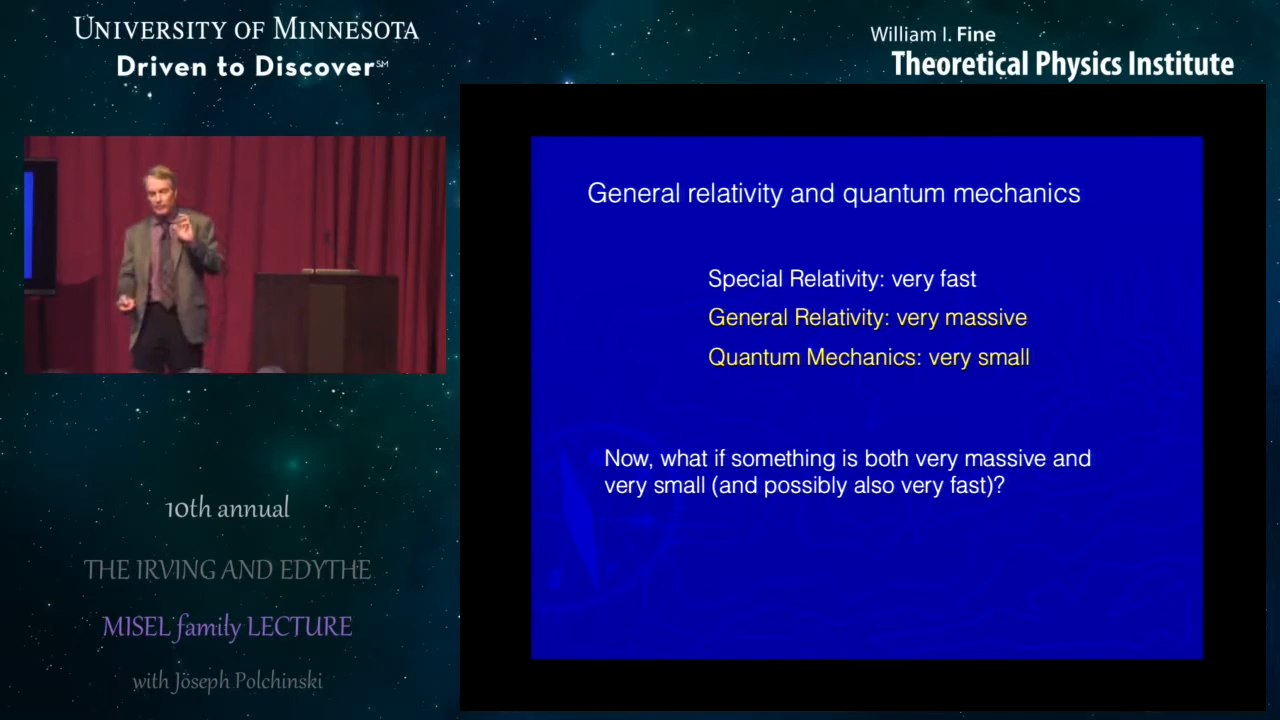 UNIVERSITY OF MINNESOTA
Driven to Discover℠
William I. Fine
Theoretical Physics Institute
General relativity and quantum mechanics
Special Relativity: very fast
General Relativity: very massive
Quantum Mechanics: very small
Now, what if something is both very massive and
very small (and possibly also very fast)?
10th annual
THE IRVING AND EDYTHE
MISEL family LECTURE
with Joseph Polchinski